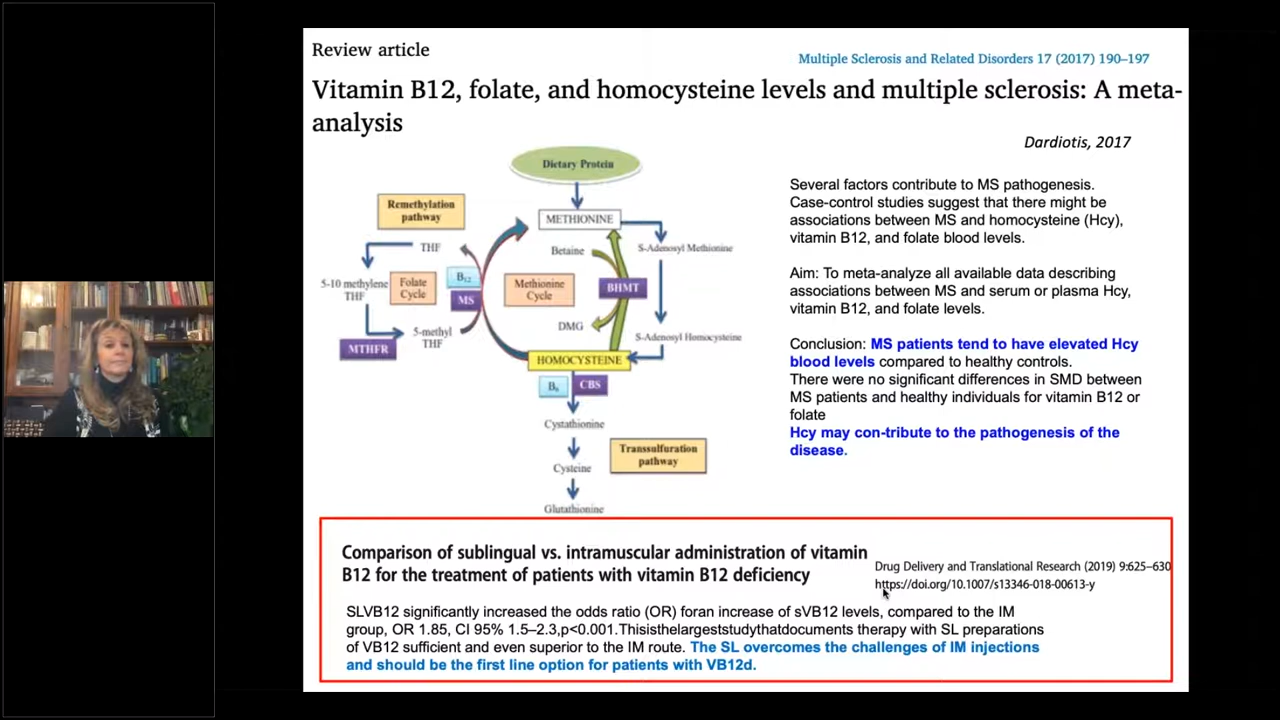 Review article
Multiple Sclerosis and Related Disorders 17 (2017) 190–197
Vitamin B12, folate, and homocysteine levels and multiple sclerosis: A meta-
analysis
Dardiotis, 2017
Dietary Protein
Remethylation
pathway
METHIONINE
THF
Betaine
S-Adenosyl Methionine
5-10 methylene
THF
Folate
Cycle
B12
MS
Methionine
Cycle
BHMT
DMG
5-methyl
THF
S-Adenosyl Homocysteine
MTHFR
HOMOCYSTEINE
B6
CBS
Cystathionine
Transsulfuration
pathway
Cysteine
Glutathionine
Several factors contribute to MS pathogenesis.
Case-control studies suggest that there might be
associations between MS and homocysteine (Hcy),
vitamin B12, and folate blood levels.
Aim: To meta-analyze all available data describing
associations between MS and serum or plasma Hcy,
vitamin B12, and folate levels.
Conclusion: MS patients tend to have elevated Hcy
blood levels compared to healthy controls.
There were no significant differences in SMD between
MS patients and healthy individuals for vitamin B12 or
folate
Hcy may con-tribute to the pathogenesis of the
disease.
Comparison of sublingual vs. intramuscular administration of vitamin
B12 for the treatment of patients with vitamin B12 deficiency
Drug Delivery and Translational Research (2019) 9:625–630
https://doi.org/10.1007/s13346-018-00613-y
SLVB12 significantly increased the odds ratio (OR) foran increase of sVB12 levels, compared to the IM
group, OR 1.85, CI 95% 1.5–2.3,p<0.001.Thisisthelargeststudythatdocuments therapy with SL preparations
of VB12 sufficient and even superior to the IM route. The SL overcomes the challenges of IM injections
and should be the first line option for patients with VB12d.